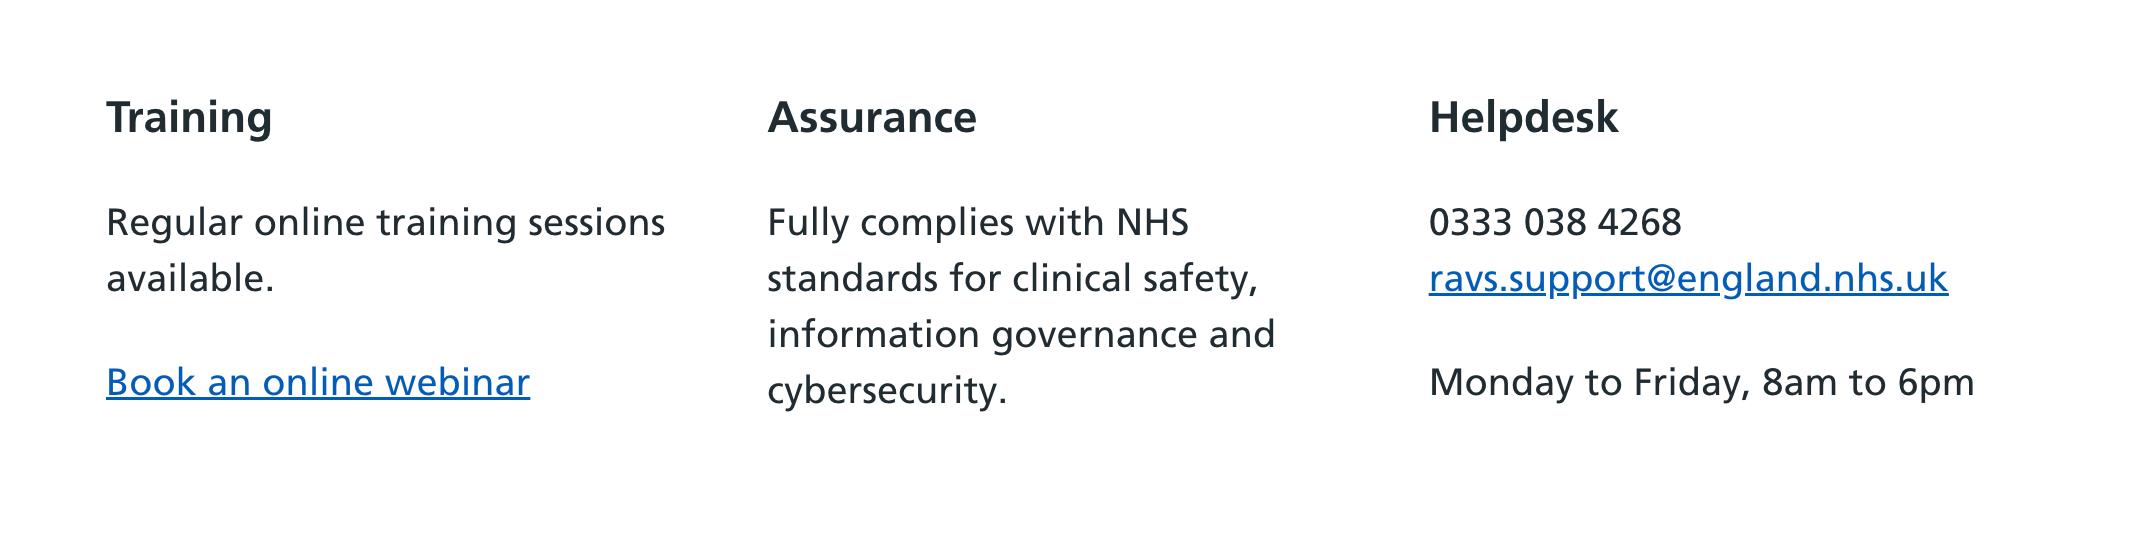 Training
Regular online training sessions
available.
Book an online webinar
Assurance
Fully complies with NHS
standards for clinical safety,
information governance and
cybersecurity.
Helpdesk
0333 038 4268
ravs.support@england.nhs.uk
Monday to Friday, 8am to 6pm